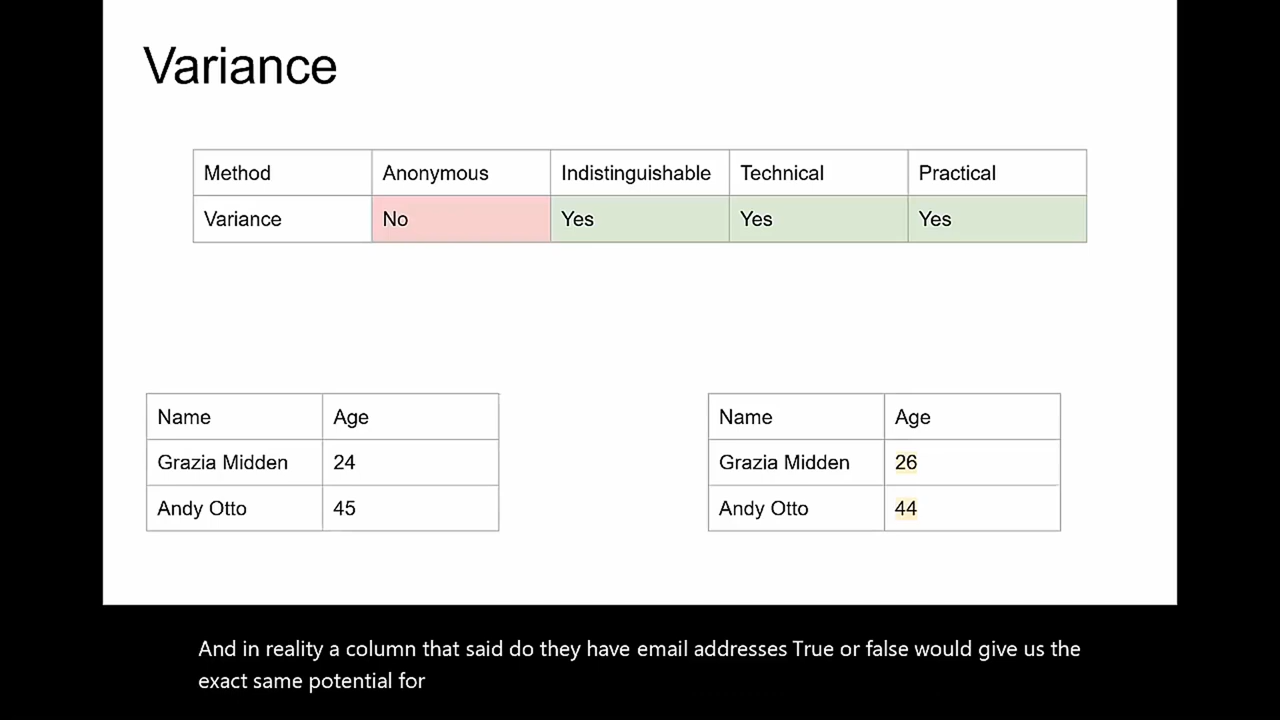 Variance
Method Anonymous Indistinguishable Technical Practical
Variance No Yes Yes Yes
Name Age
Grazia Midden 24
Andy Otto 45
Name Age
Grazia Midden 26
Andy Otto 44
And in reality a column that said do they have email addresses True or false would give us the
exact same potential for